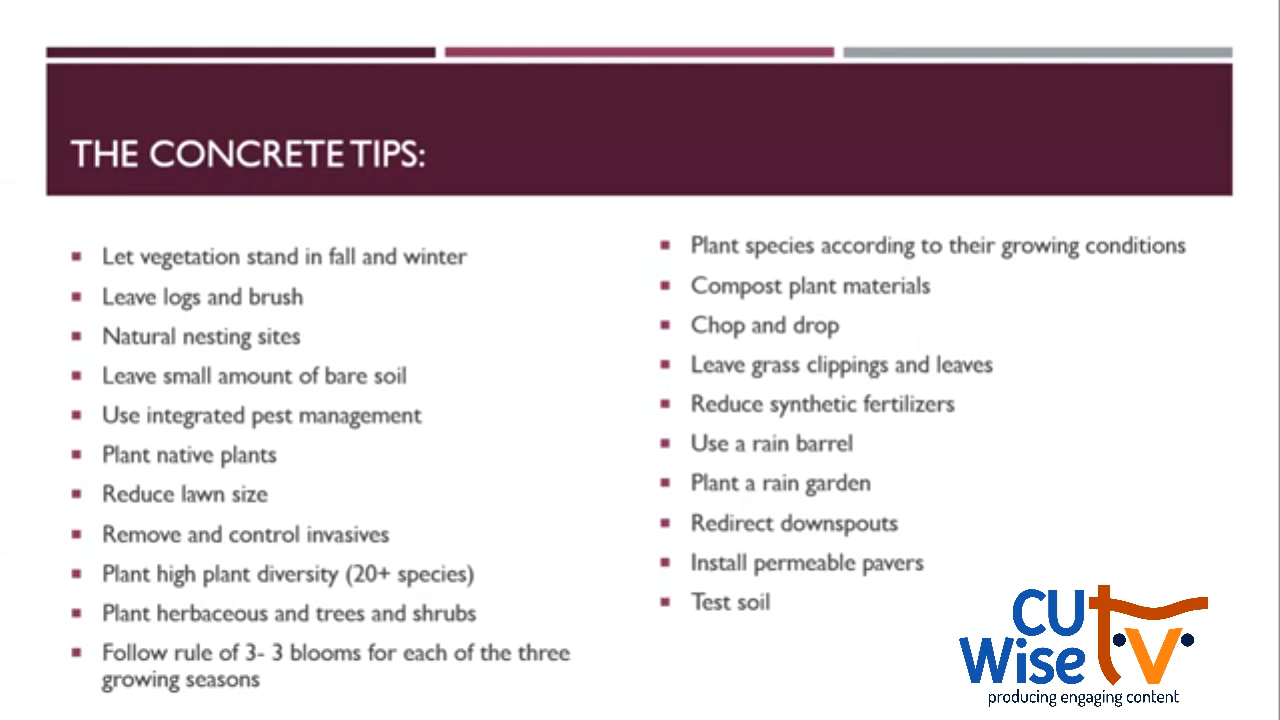 THE CONCRETE TIPS:
Let vegetation stand in fall and winter
Leave logs and brush
Natural nesting sites
Leave small amount of bare soil
Use integrated pest management
Plant native plants
Reduce lawn size
Remove and control invasives
Plant high plant diversity (20+ species)
Plant herbaceous and trees and shrubs
Follow rule of 3- 3 blooms for each of the three
growing seasons
Plant species according to their growing conditions
Compost plant materials
Chop and drop
Leave grass clippings and leaves
Reduce synthetic fertilizers
Use a rain barrel
Plant a rain garden
Redirect downspouts
Install permeable pavers
Test soil
CU
Wise tv
producing engaging content